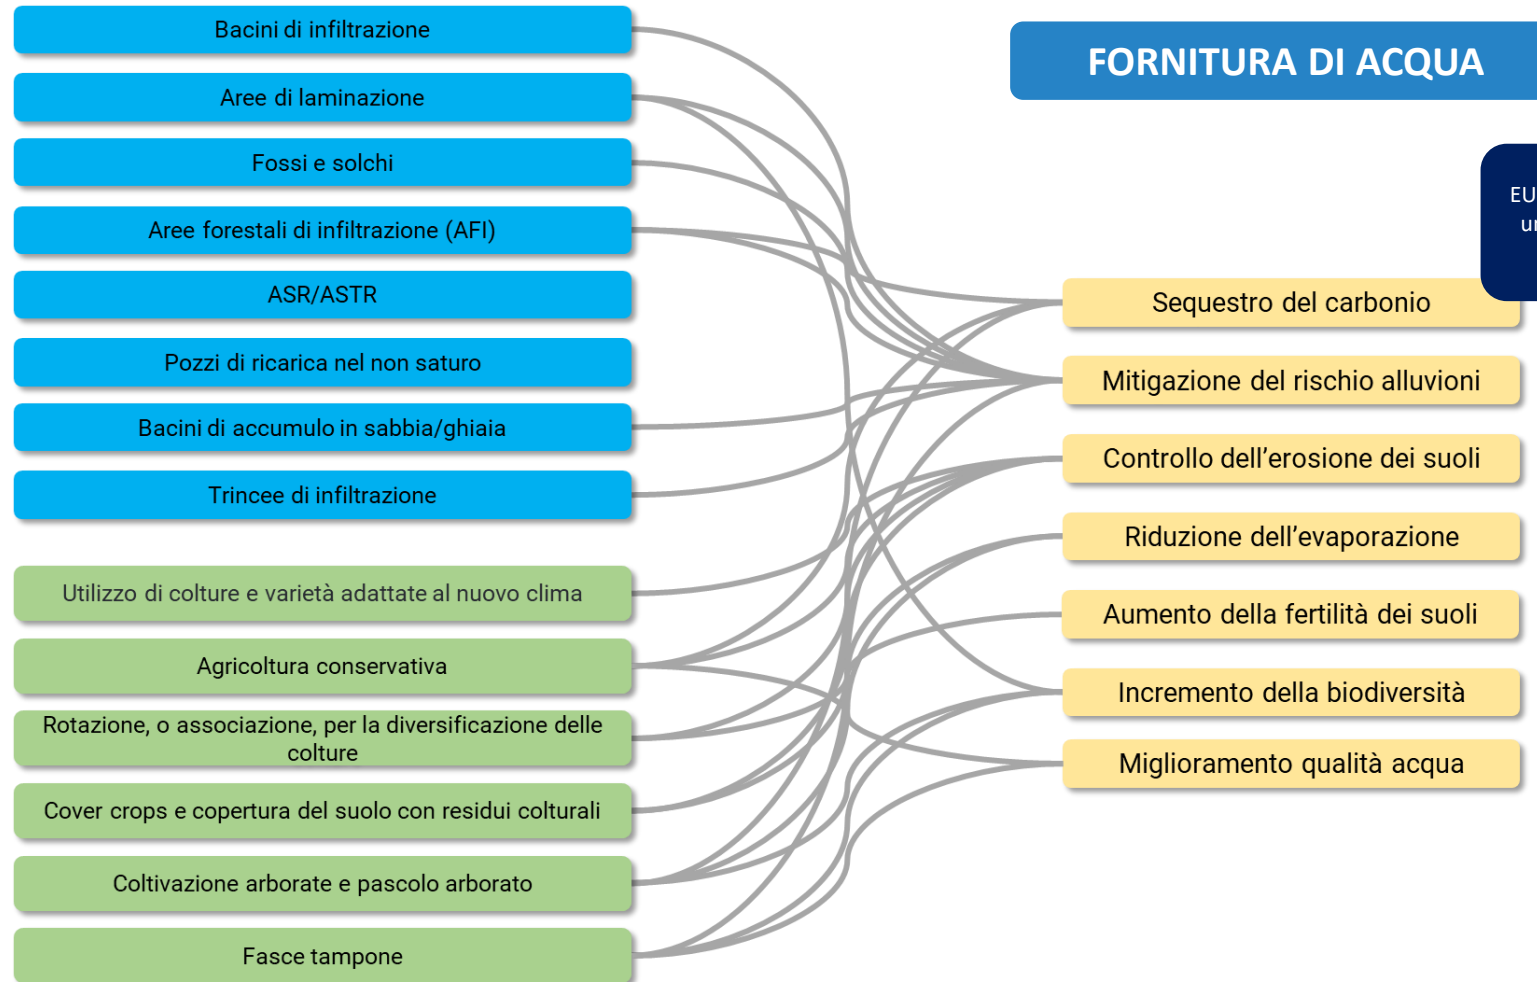 Bacini di infiltrazione
Aree di laminazione
Fossi e solchi
Aree forestali di infiltrazione (AFI)
ASR/ASTR
Pozzi di ricarica nel non saturo
Bacini di accumulo in sabbia/ghiaia
Trincee di infiltrazione
Utilizzo di colture e varietà adattate al nuovo clima
Agricoltura conservativa
Rotazione, o associazione, per la diversificazione delle
colture
Cover crops e copertura del suolo con residui colturali
Coltivazione arborate e pascolo arborato
Fasce tampone
FORNITURA DI ACQUA
EU
Sequestro del carbonio
Mitigazione del rischio alluvioni
Controllo dell’erosione dei suoli
Riduzione dell’evaporazione
Aumento della fertilità dei suoli
Incremento della biodiversità
Miglioramento qualità acqua